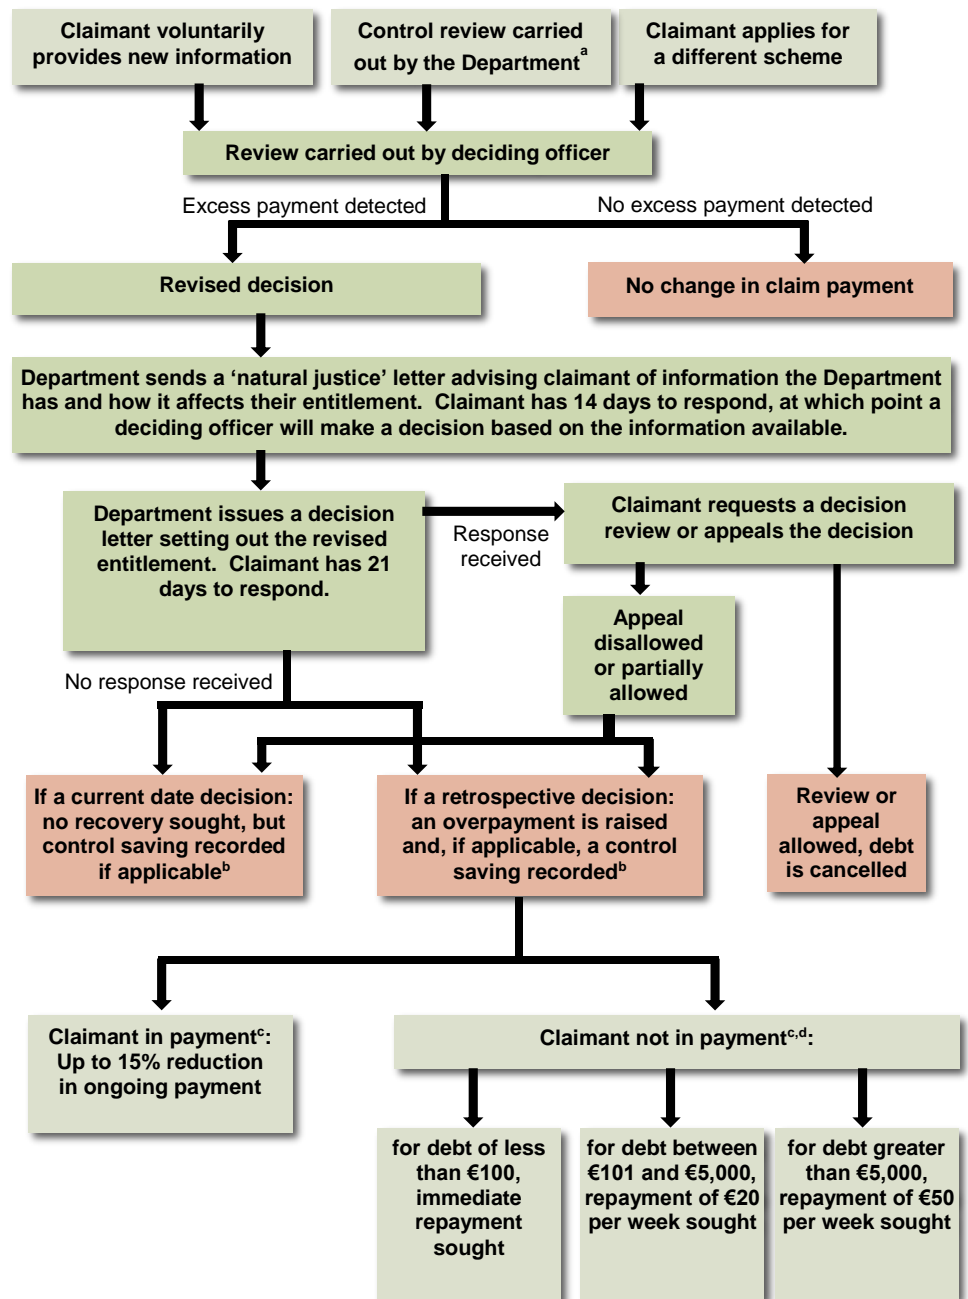 Claimant voluntarily
provides new information
Control review carried
out by the Departmentᵃ
Claimant applies for
a different scheme
Review carried out by deciding officer
Excess payment detected
No excess payment detected
Revised decision
No change in claim payment
Department sends a ‘natural justice’ letter advising claimant of information the Department
has and how it affects their entitlement.  Claimant has 14 days to respond, at which point a
deciding officer will make a decision based on the information available.
Department issues a decision
letter setting out the revised
entitlement.  Claimant has 21
days to respond.
Response
received
Claimant requests a decision
review or appeals the decision
Appeal
disallowed
or partially
allowed
No response received
If a current date decision:
no recovery sought, but
control saving recorded
if applicableᵇ
If a retrospective decision:
an overpayment is raised
and, if applicable, a control
saving recordedᵇ
Review or
appeal
allowed, debt
is cancelled
Claimant in paymentᶜ:
Up to 15% reduction
in ongoing payment
Claimant not in paymentᶜ,ᵈ:
for debt of less
than €100,
immediate
repayment
sought
for debt between
€101 and €5,000,
repayment of €20
per week sought
for debt greater
than €5,000,
repayment of €50
per week sought